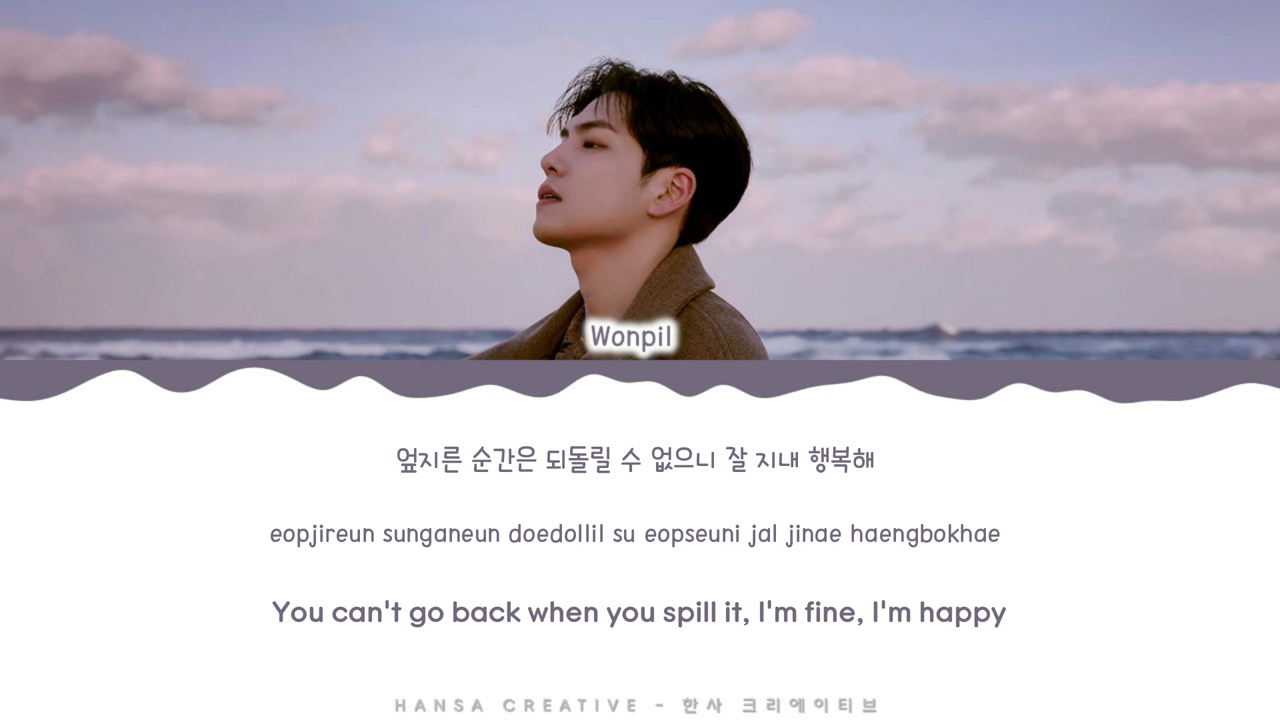 Wonpil
엎지른 순간은 되돌릴 수 없으니 잘 지내 행복해
eopjireun sunganeun doedollil su eopseuni jal jinae haengbokhae
You can't go back when you spill it, I'm fine, I'm happy
HANSA CREATIVE - 한사 크리에이티브